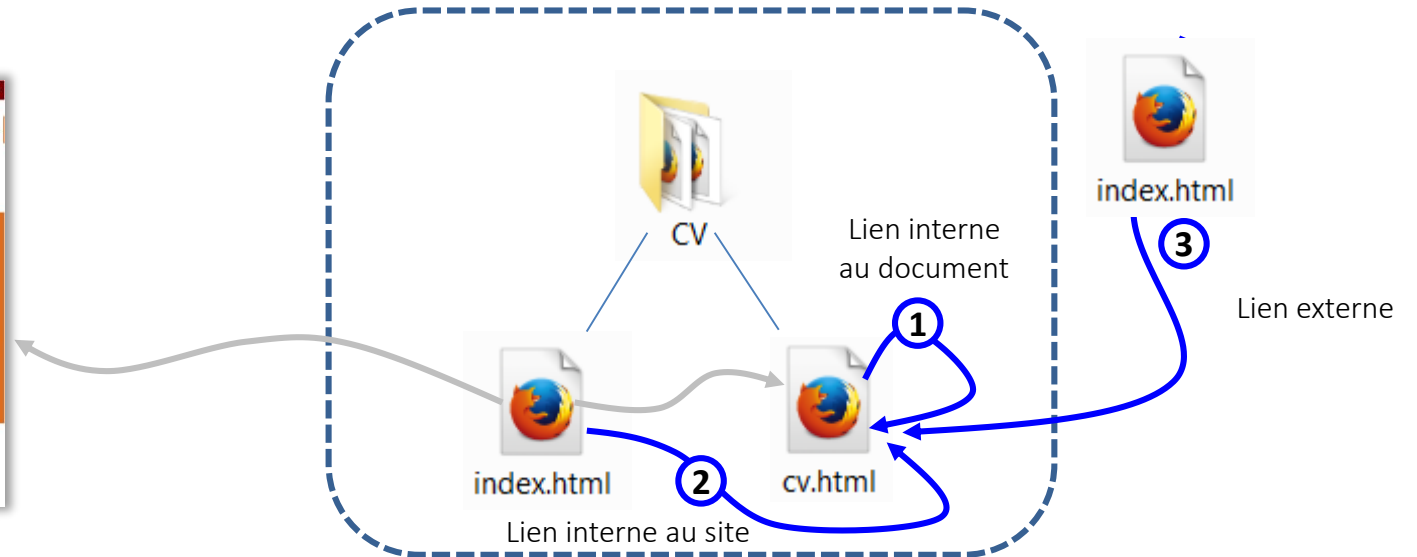 index.html
3
CV
Lien interne
au document
Lien externe
1
index.html
2
cv.html
Lien interne au site